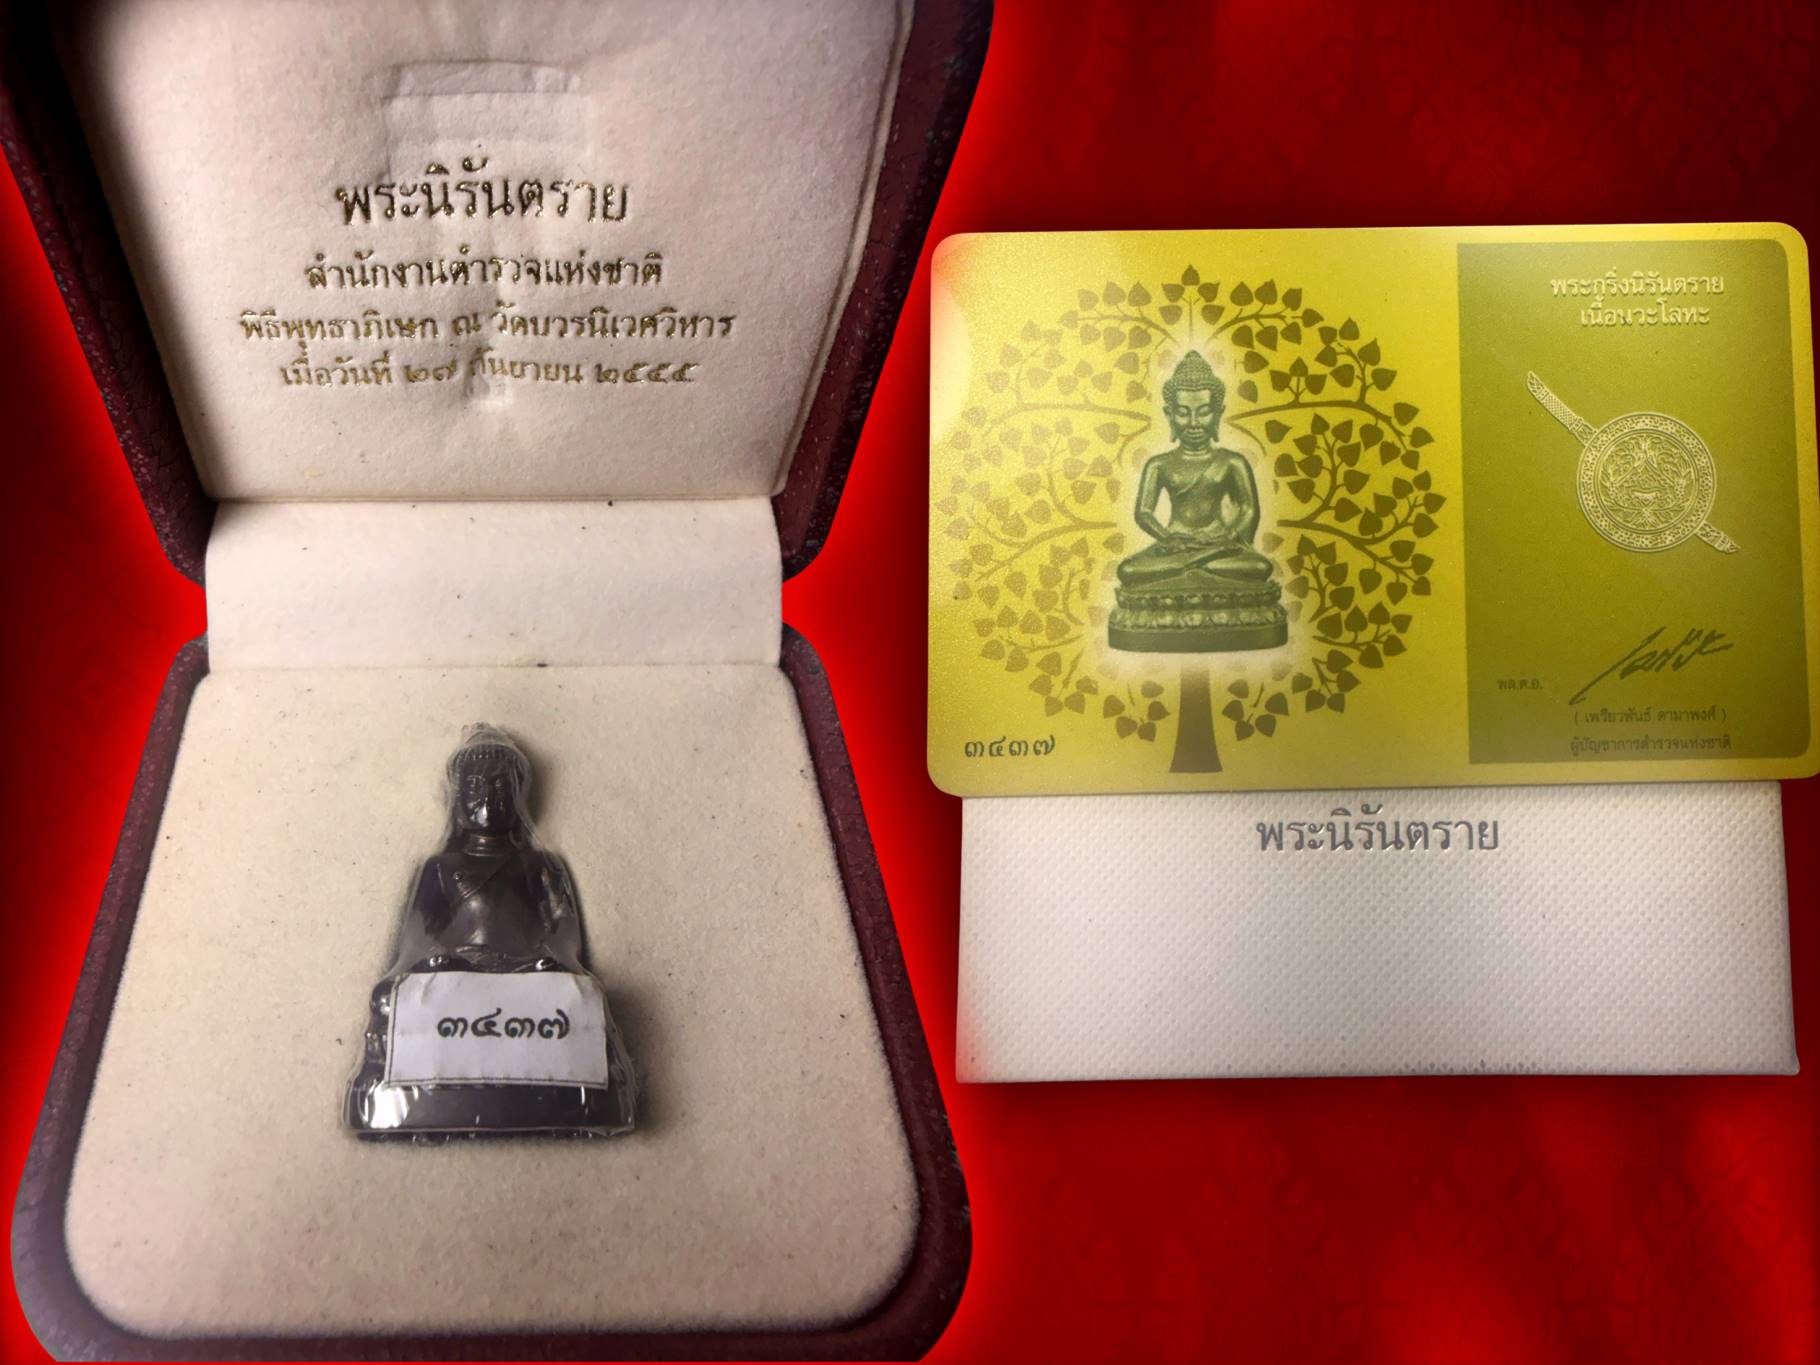 พระนิรันตราย
สำนักงานตำรวจแห่งชาติ
พิธีพุทธาภิเษก ณ วัดบวรนิเวศวิหาร
เมื่อวันที่ ๒๗ กันยายน ๒๕๕๕
๓๔๓๗
พระกริ่งนิรันตราย
เนื้อนวะโลหะ
พล.ต.อ.
( เพรียวพันธ์ ดามาพงศ์ )
ผู้บัญชาการตำรวจแห่งชาติ
๓๔๓๗
พระนิรันตราย